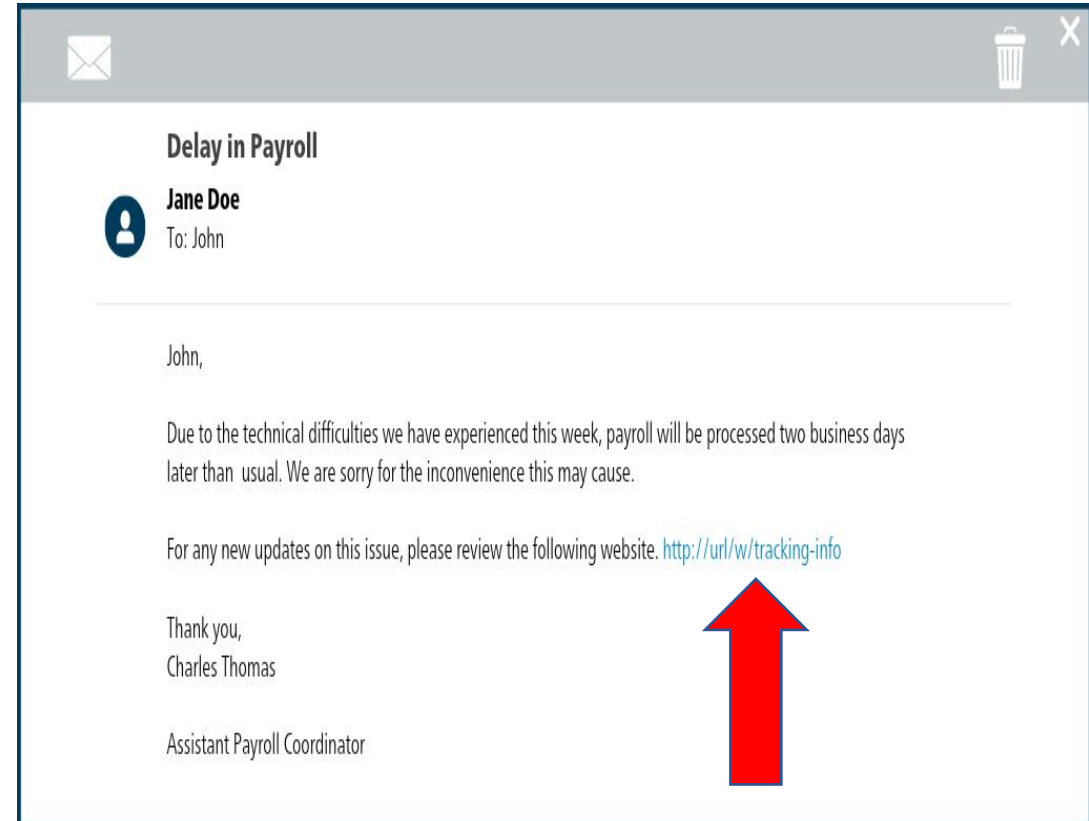 X
Delay in Payroll
Jane Doe
To: John
John,
Due to the technical difficulties we have experienced this week, payroll will be processed two business days
later than  usual. We are sorry for the inconvenience this may cause.
For any new updates on this issue, please review the following website. http://url/w/tracking-info
Thank you,
Charles Thomas
Assistant Payroll Coordinator